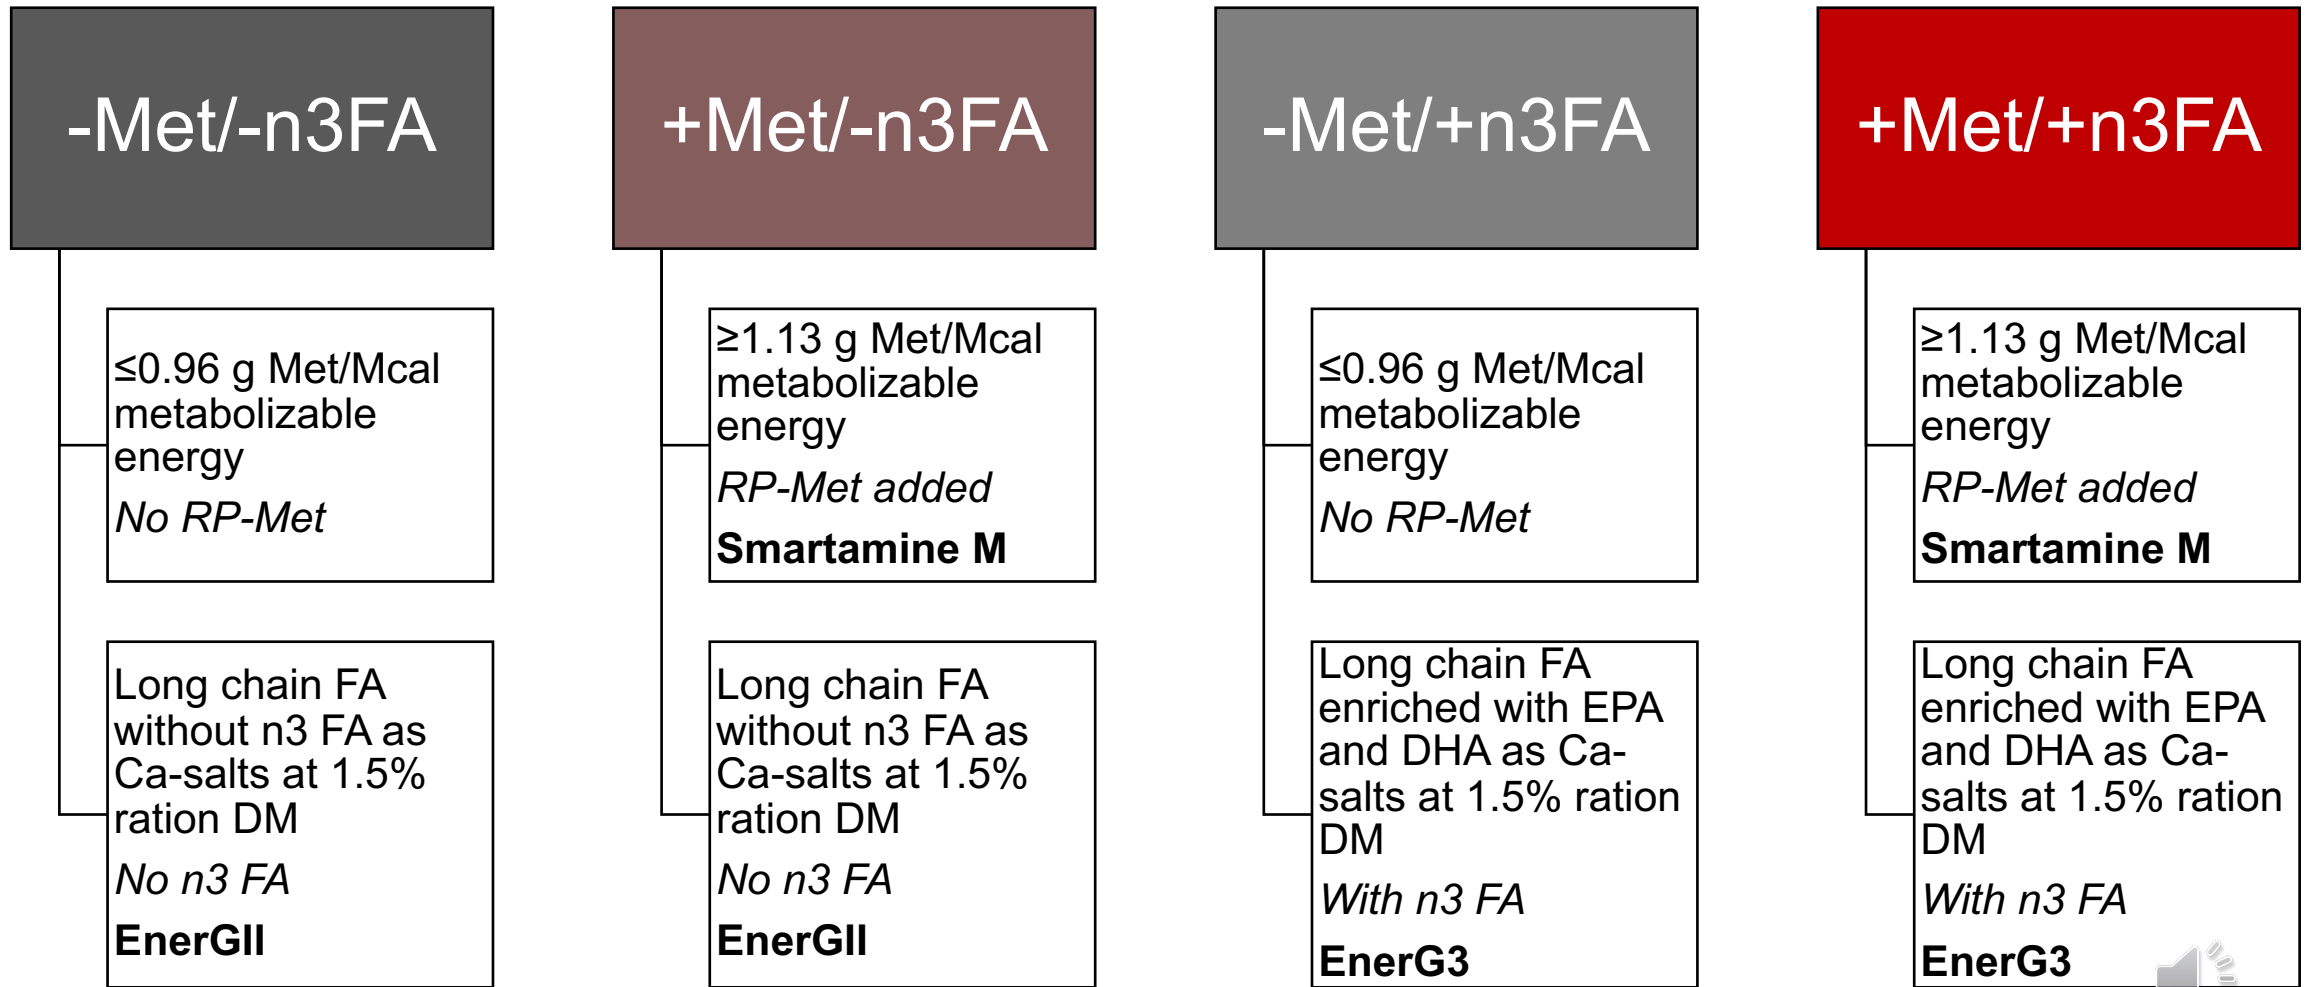 -Met/-n3FA
≤0.96 g Met/Mcal
metabolizable
energy
No RP-Met
Long chain FA
without n3 FA as
Ca-salts at 1.5%
ration DM
No n3 FA
EnerGII
+Met/-n3FA
≥1.13 g Met/Mcal
metabolizable
energy
RP-Met added
Smartamine M
Long chain FA
without n3 FA as
Ca-salts at 1.5%
ration DM
No n3 FA
EnerGII
-Met/+n3FA
≤0.96 g Met/Mcal
metabolizable
energy
No RP-Met
Long chain FA
enriched with EPA
and DHA as Ca-
salts at 1.5% ration
DM
With n3 FA
EnerG3
+Met/+n3FA
≥1.13 g Met/Mcal
metabolizable
energy
RP-Met added
Smartamine M
Long chain FA
enriched with EPA
and DHA as Ca-
salts at 1.5% ration
DM
With n3 FA
EnerG3